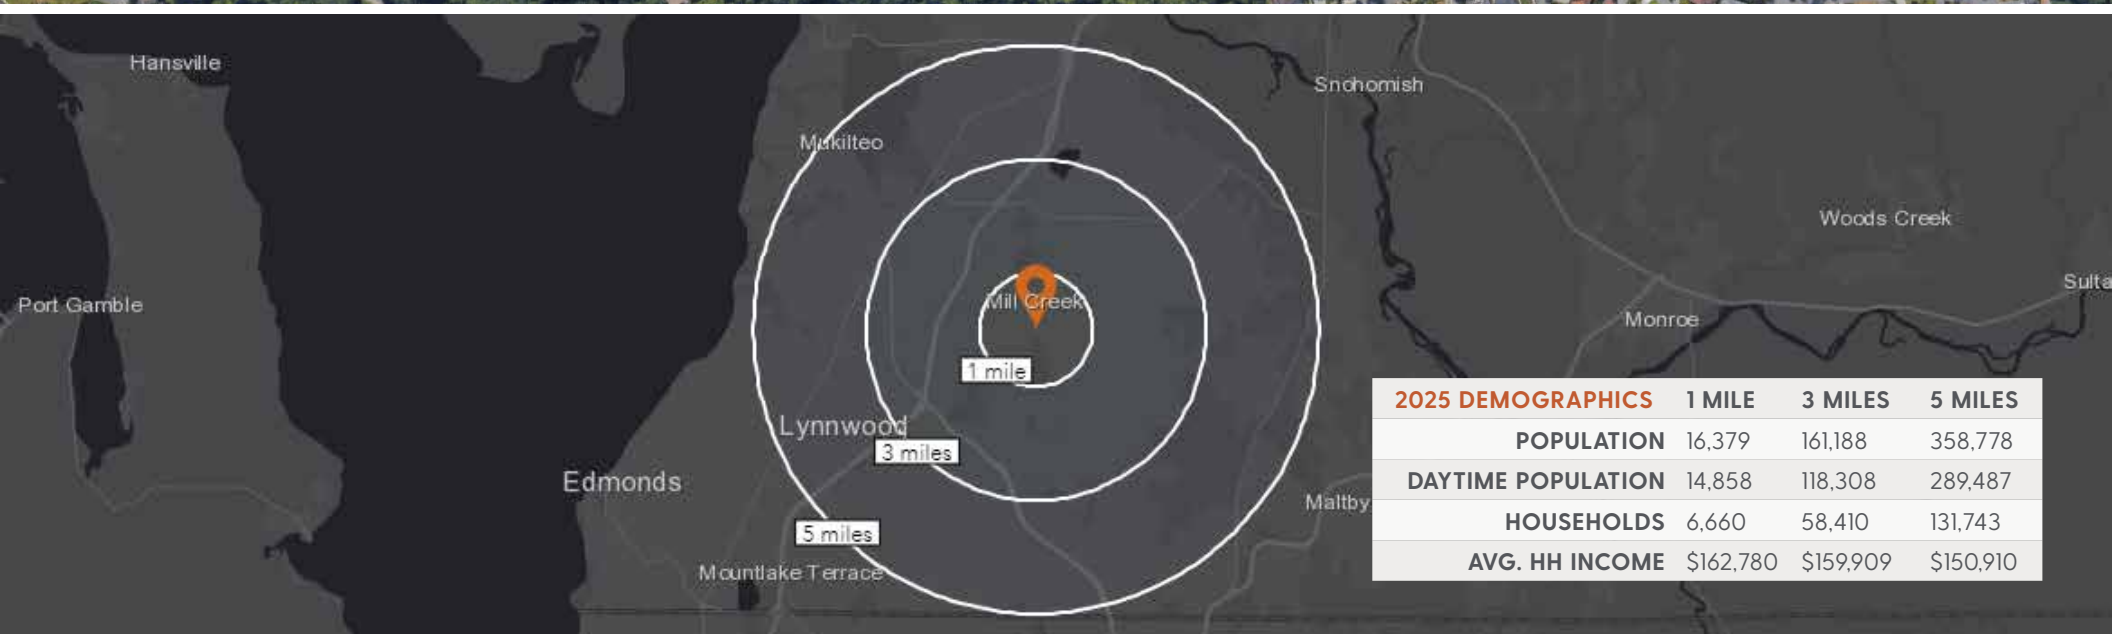 Hansville
Snohomish
Mukilteo
Woods Creek
Sulta
Mill Creek
Port Gamble
Monroe
1 mile
Lynnwood
3 miles
Edmonds
Maltby
5 miles
Mountlake Terrace
2025 DEMOGRAPHICS 1 MILE 3 MILES 5 MILES
POPULATION 16,379 161,188 358,778
DAYTIME POPULATION 14,858 118,308 289,487
HOUSEHOLDS 6,660 58,410 131,743
AVG. HH INCOME $162,780 $159,909 $150,910